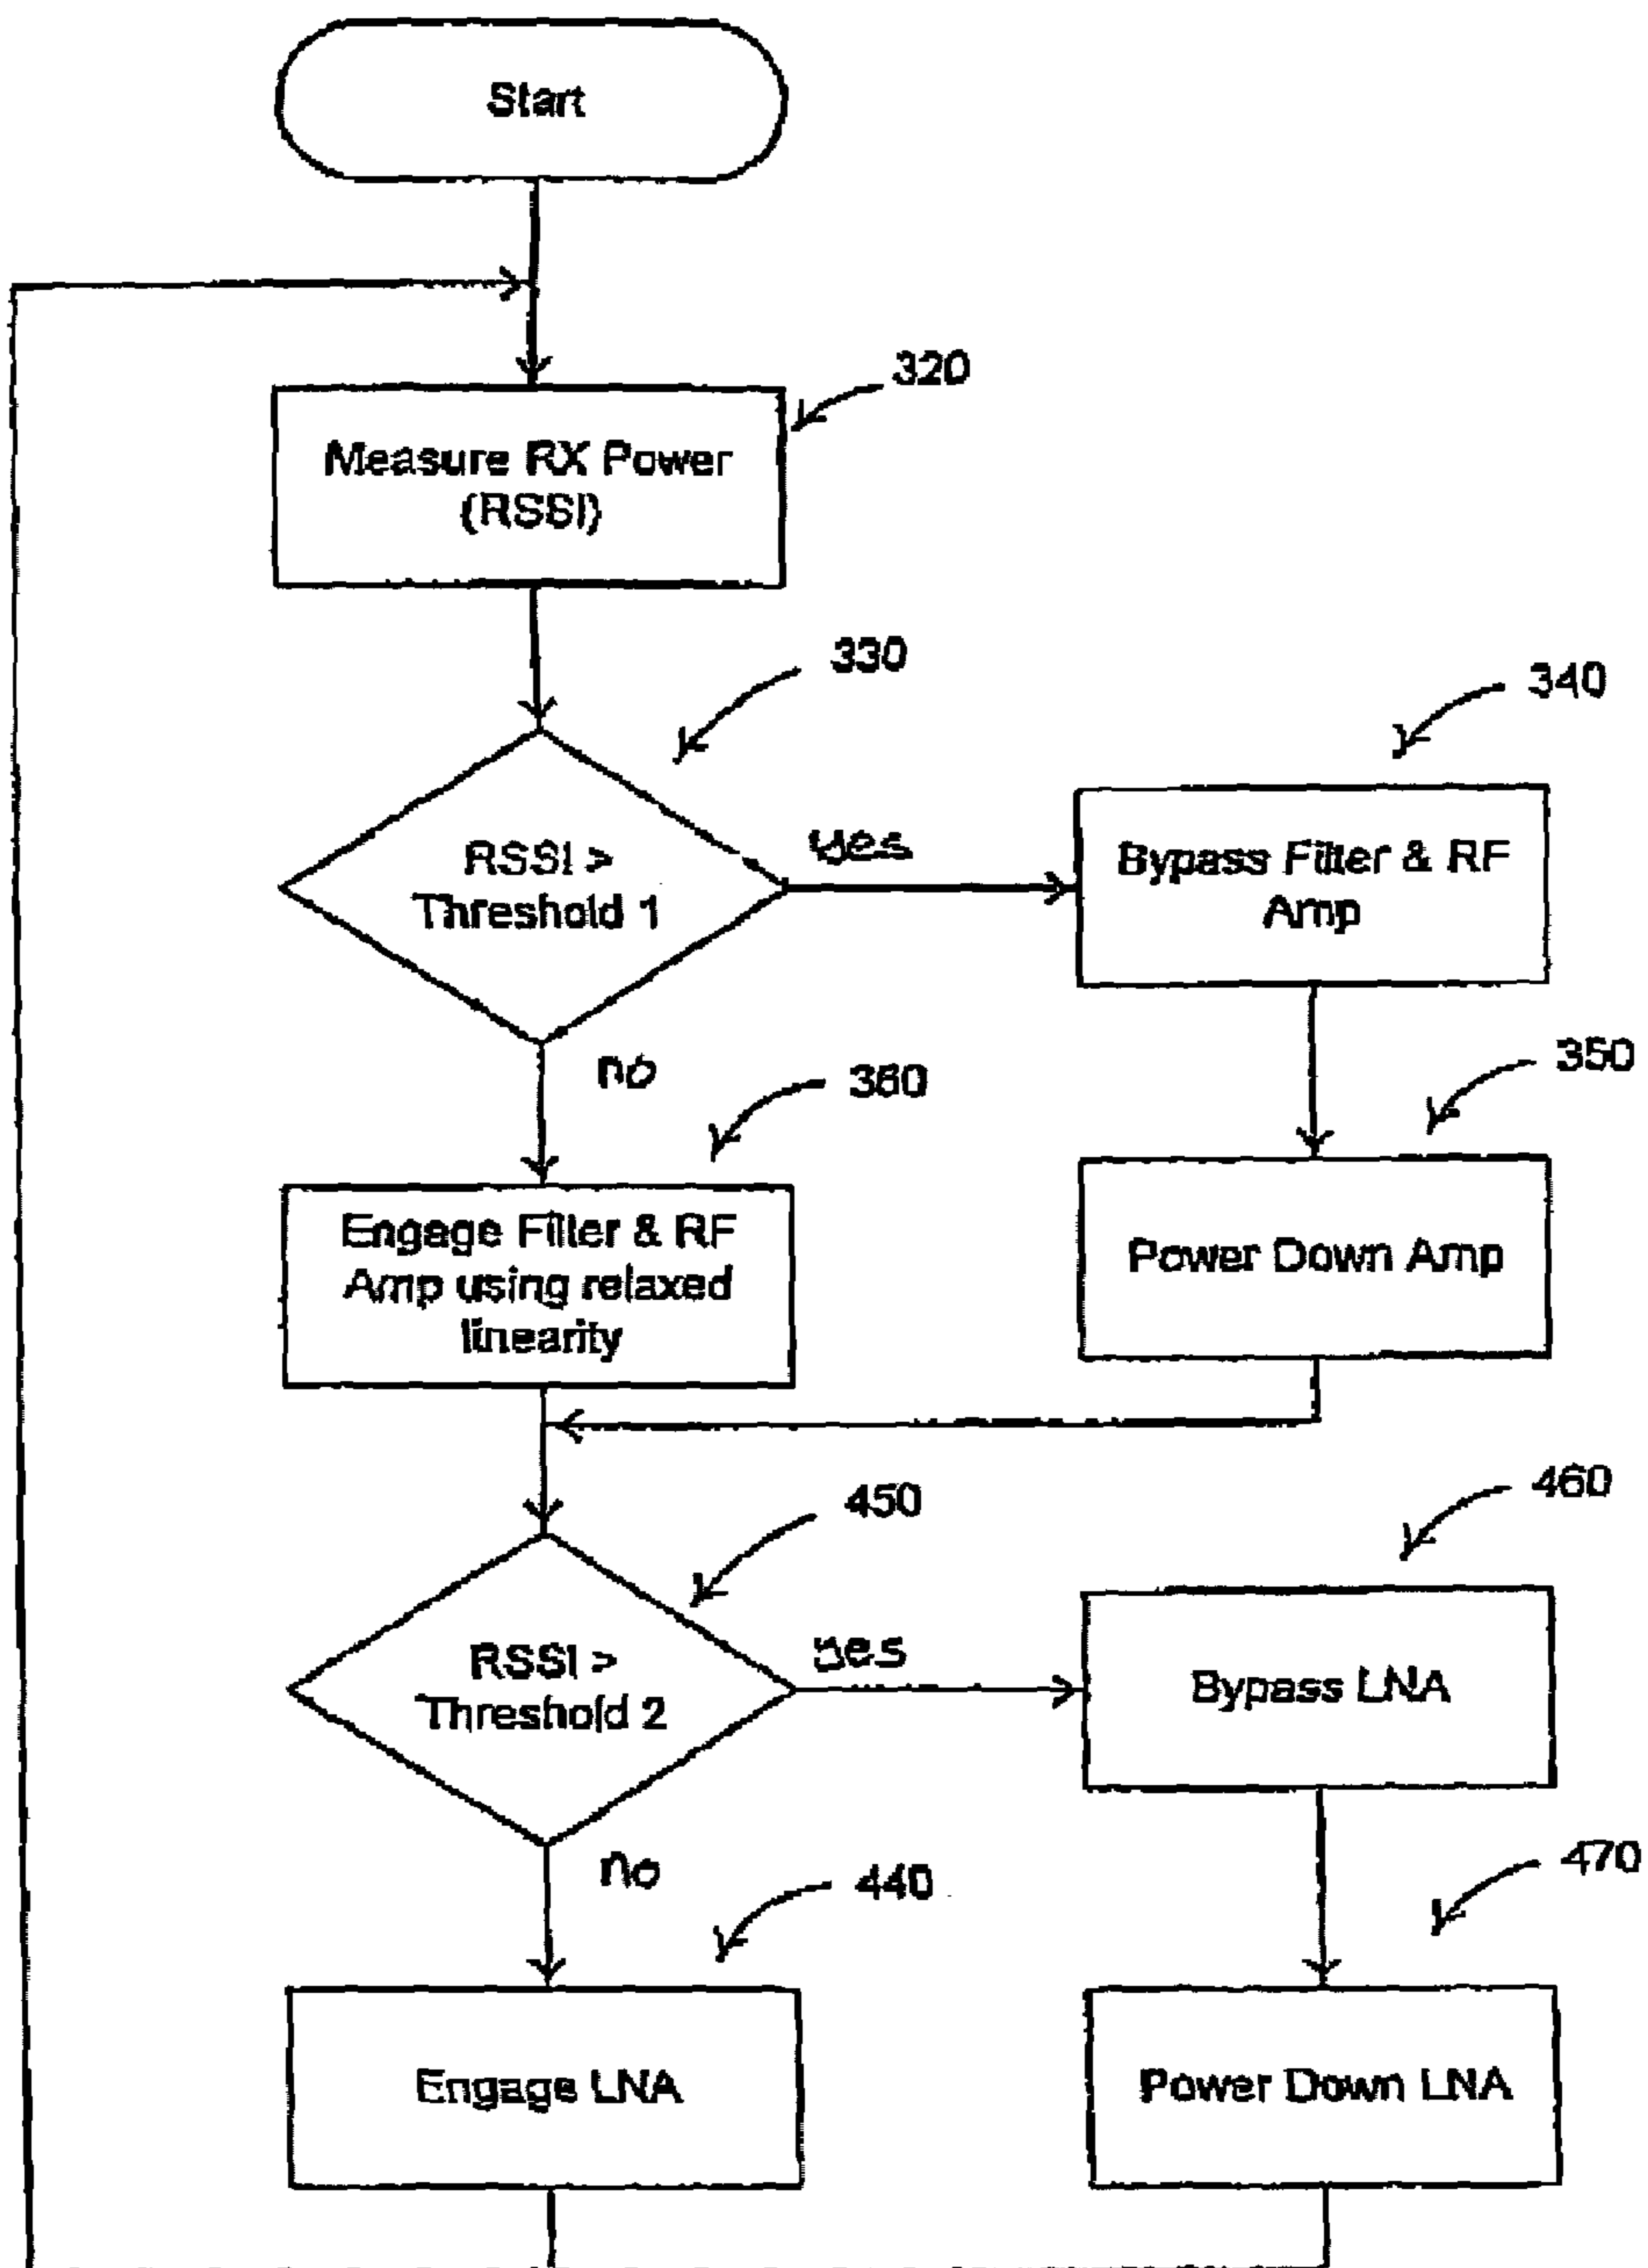 Start
320
Measure RX Power
(RSSI)
330
340
RSSI >
Threshold 1
yes
Bypass Filter & RF
Amp
no
360
350
Engage Filter & RF
Amp using relaxed
linearity
Power Down Amp
450
460
RSSI >
Threshold 2
yes
Bypass LNA
no
440
470
Engage LNA
Power Down LNA